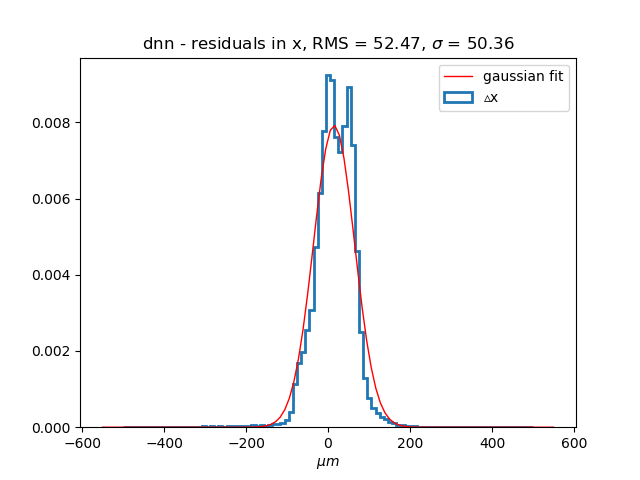 dnn - residuals in x, RMS = 52.47, σ = 50.36
gaussian fit
△x
0.008
0.006
0.004
0.002
0.000
−600 −400 −200 0 200 400 600
μm